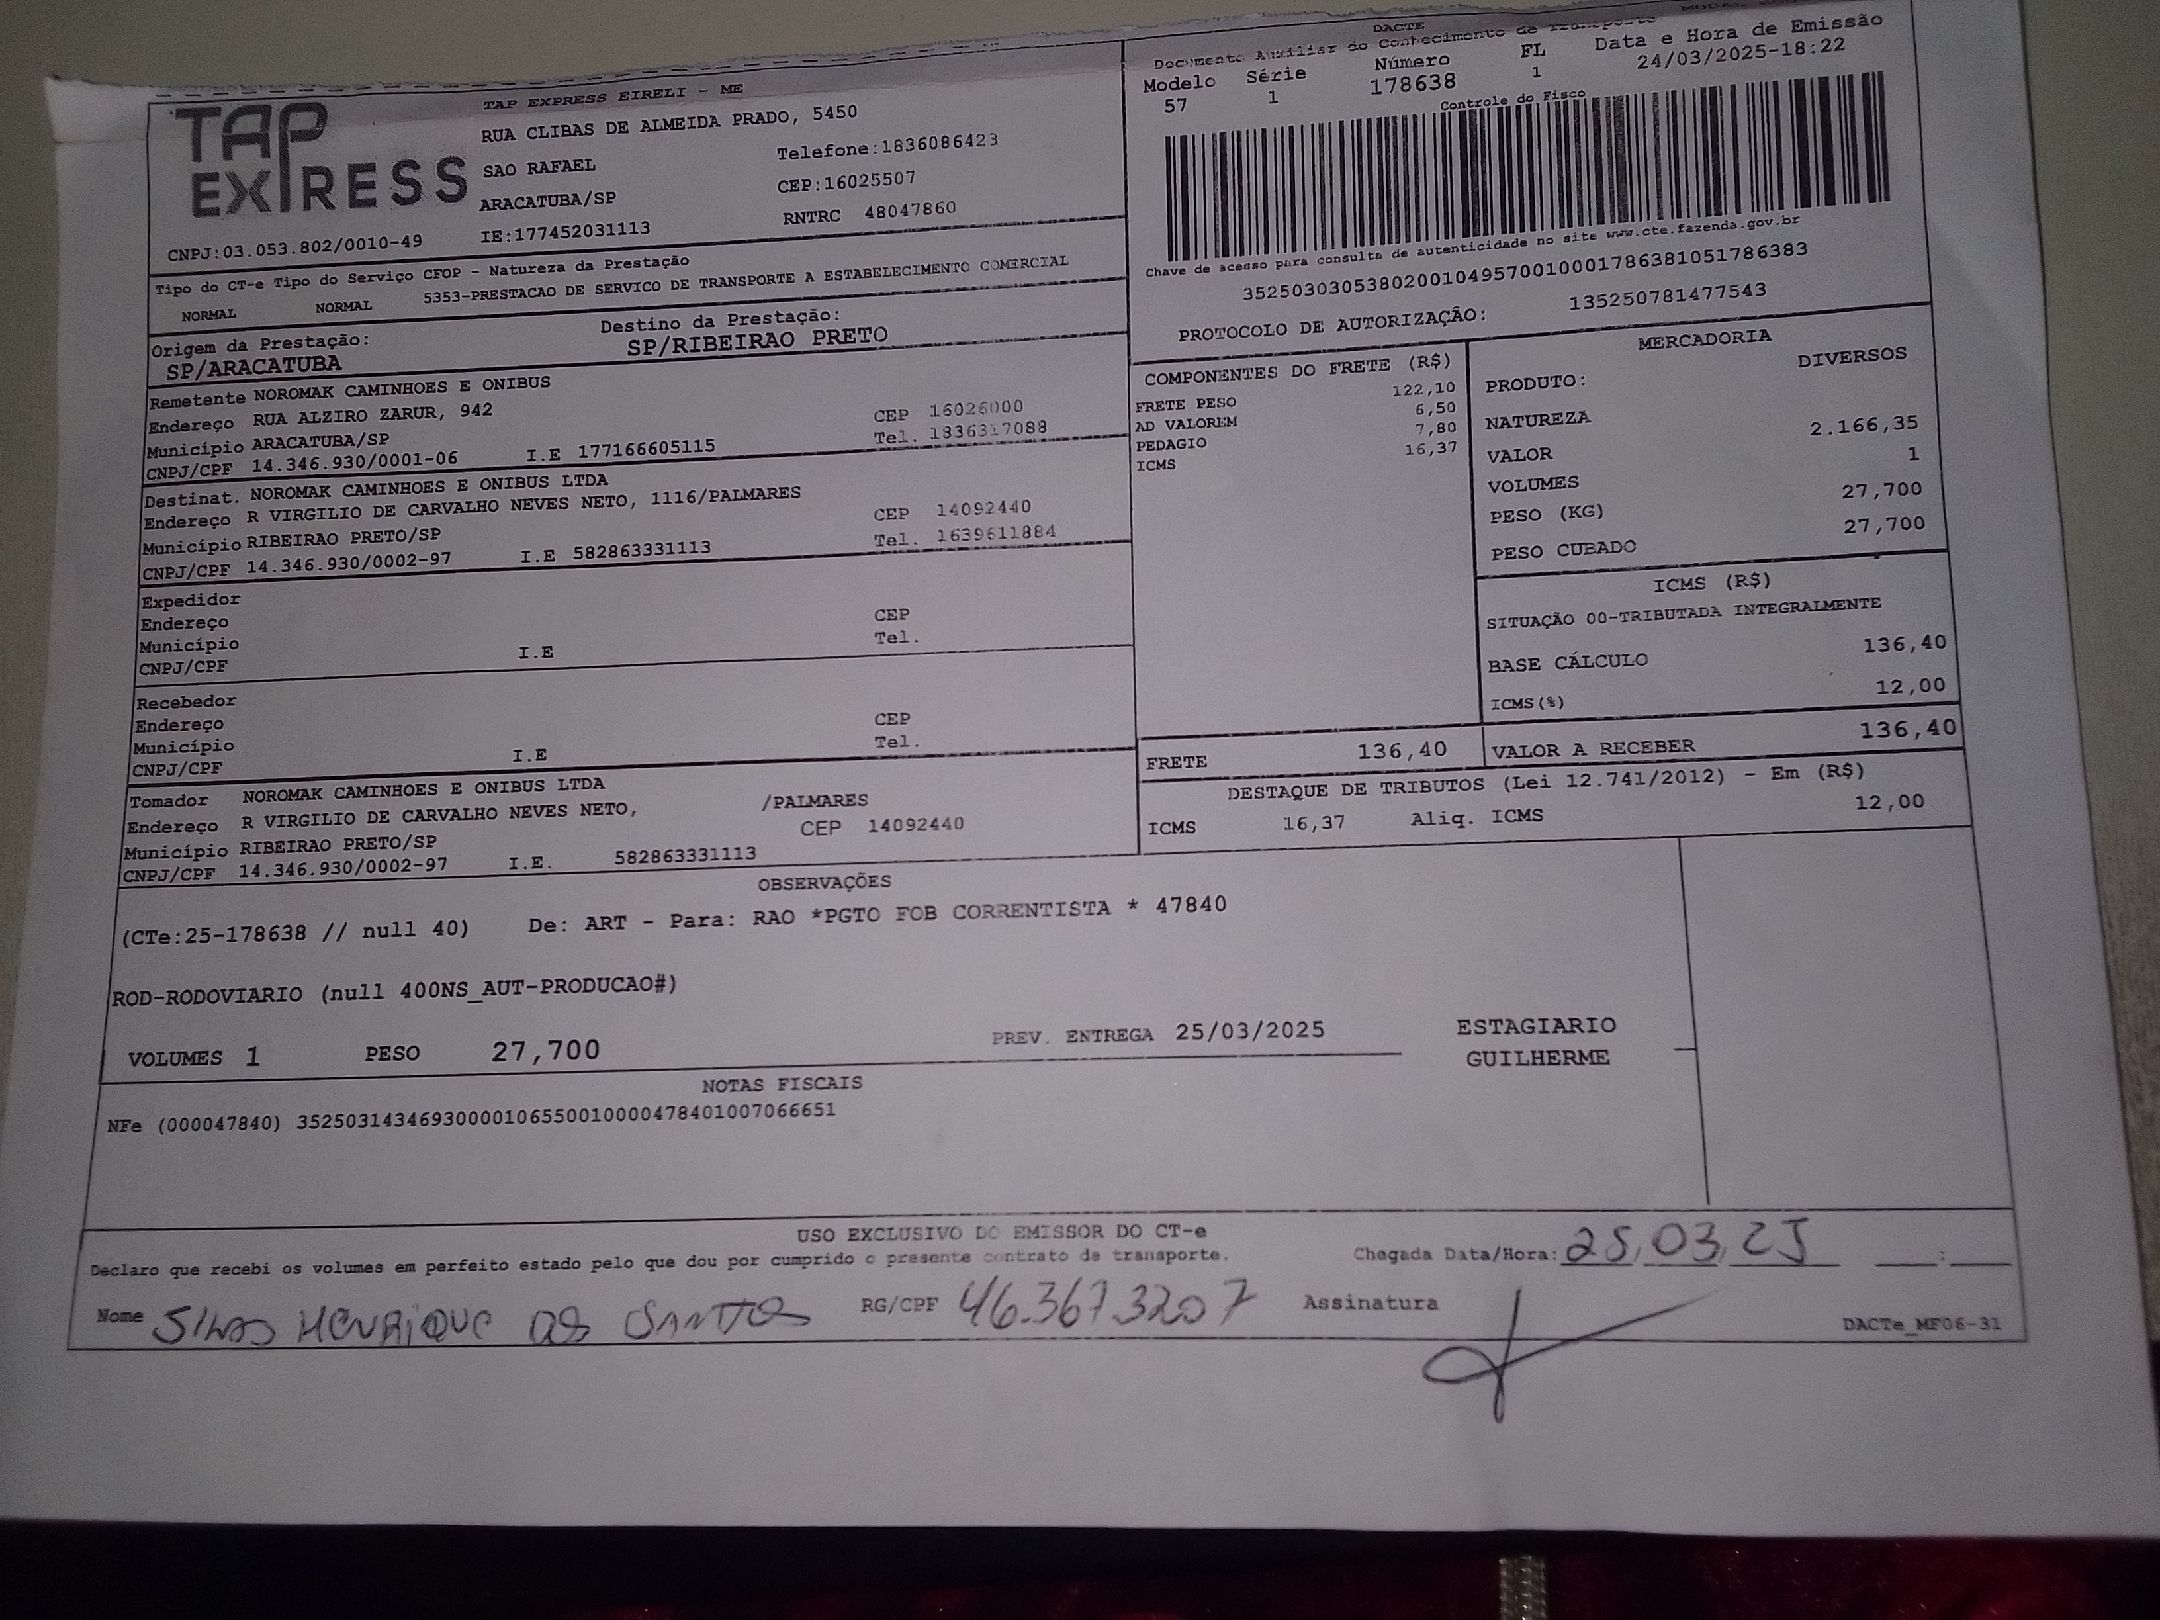 TAP EXPRESS
TAP EXPRESS EIRELI - ME
RUA CLIBAS DE ALMEIDA PRADO, 5450
SAO RAFAEL Telefone:1836086423
ARACATUBA/SP CEP:16025507
CNPJ:03.053.802/0010-49 IE:177452031113 RNTRC 48047860
Tipo do CT-e Tipo do Serviço CFOP - Natureza da Prestação
NORMAL NORMAL 5353-PRESTACAO DE SERVICO DE TRANSPORTE A ESTABELECIMENTO COMERCIAL
Origem da Prestação: Destino da Prestação:
SP/ARACATUBA SP/RIBEIRAO PRETO
DACTE
Documento Auxiliar do Conhecimento de Transporte
Modelo Série Número FL Data e Hora de Emissão
57 1 178638 1 24/03/2025-18:22
Controle do Fisco
Chave de acesso para consulta de autenticidade no site www.cte.fazenda.gov.br
35250303053802001049570010001786381051786383
PROTOCOLO DE AUTORIZAÇÃO: 135250781477543
Remetente NOROMAK CAMINHOES E ONIBUS
Endereço RUA ALZIRO ZARUR, 942 CEP 16026000
Município ARACATUBA/SP Tel. 1836317088
CNPJ/CPF 14.346.930/0001-06 I.E 177166605115
Destinat. NOROMAK CAMINHOES E ONIBUS LTDA
Endereço R VIRGILIO DE CARVALHO NEVES NETO, 1116/PALMARES CEP 14092440
Município RIBEIRAO PRETO/SP Tel. 1639611884
CNPJ/CPF 14.346.930/0002-97 I.E 582863331113
Expedidor
Endereço CEP
Município Tel.
CNPJ/CPF I.E
Recebedor
Endereço CEP
Município Tel.
CNPJ/CPF I.E
Tomador NOROMAK CAMINHOES E ONIBUS LTDA
Endereço R VIRGILIO DE CARVALHO NEVES NETO, /PALMARES
Município RIBEIRAO PRETO/SP CEP 14092440
CNPJ/CPF 14.346.930/0002-97 I.E. 582863331113
COMPONENTES DO FRETE (R$)
FRETE PESO 122,10
AD VALOREM 6,50
PEDAGIO 7,80
ICMS 16,37
MERCADORIA
PRODUTO: DIVERSOS
NATUREZA
VALOR 2.166,35
VOLUMES 1
PESO (KG) 27,700
PESO CUBADO 27,700
ICMS (R$)
SITUAÇÃO 00-TRIBUTADA INTEGRALMENTE
BASE CÁLCULO 136,40
ICMS(%) 12,00
FRETE 136,40 VALOR A RECEBER 136,40
DESTAQUE DE TRIBUTOS (Lei 12.741/2012) - Em (R$)
ICMS 16,37 Aliq. ICMS 12,00
OBSERVAÇÕES
(CTe:25-178638 // null 40) De: ART - Para: RAO *PGTO FOB CORRENTISTA * 47840
ROD-RODOVIARIO (null 400NS_AUT-PRODUCAO#)
VOLUMES 1 PESO 27,700 PREV. ENTREGA 25/03/2025 ESTAGIARIO
GUILHERME
NOTAS FISCAIS
NFe (000047840) 35250314346930000106550010000478401007066651
USO EXCLUSIVO DO EMISSOR DO CT-e
Declaro que recebi os volumes em perfeito estado pelo que dou por cumprido o presente contrato de transporte. Chegada Data/Hora: 25,03,25 :
Nome SILAS HENRIQUE DOS SANTOS RG/CPF 46.367.3207 Assinatura
DACTe_MF06-31